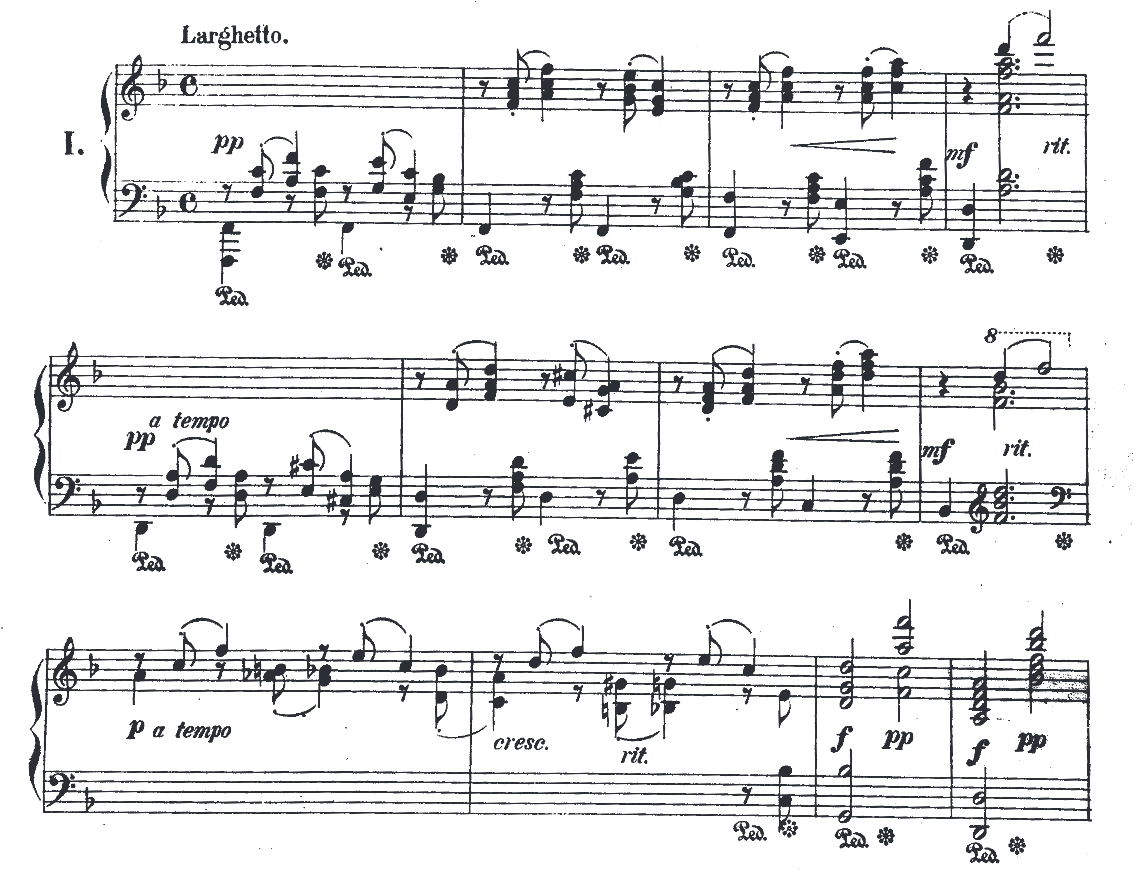 Larghetto.
I.
pp
mf rit.
Ped. Ped. Ped. Ped. Ped. Ped.
Ped.
a tempo
pp
8
mf rit.
Ped. Ped. Ped. Ped. Ped. Ped.
p a tempo
cresc.
rit.
f pp
f pp
Ped. Ped. Ped.